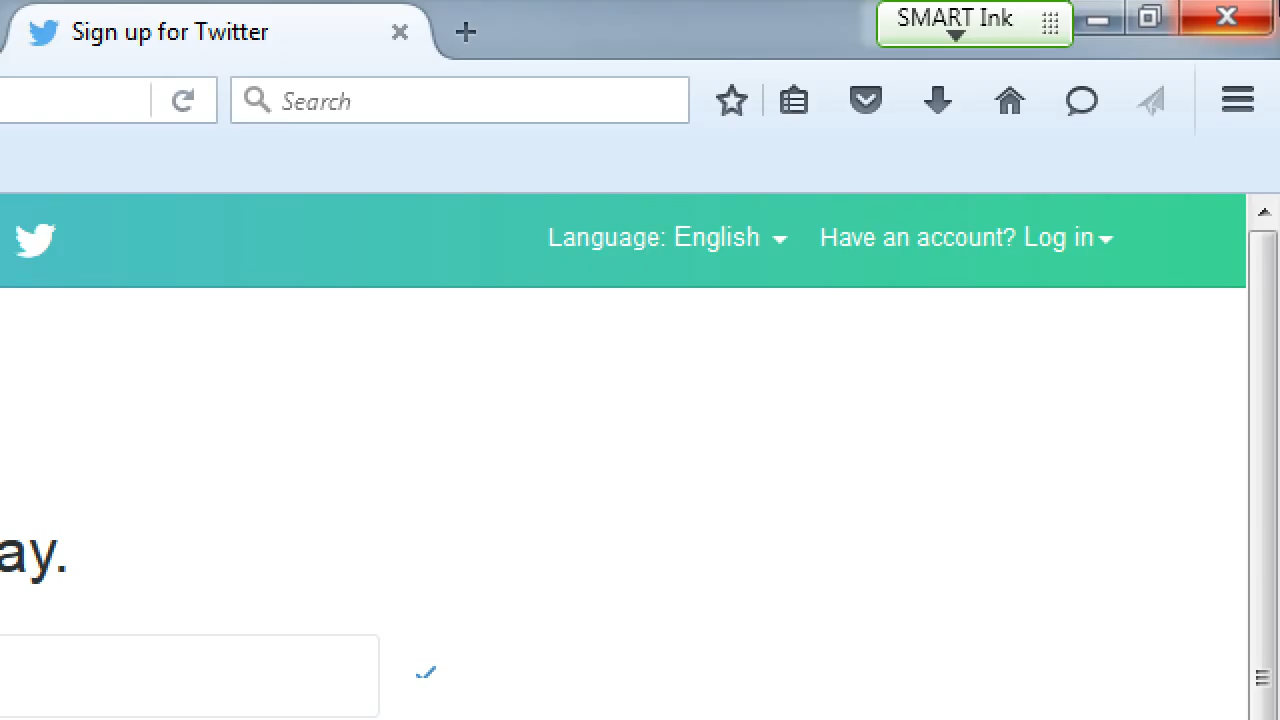 Sign up for Twitter
SMART Ink
Search
Language: English
Have an account? Log in
ay.